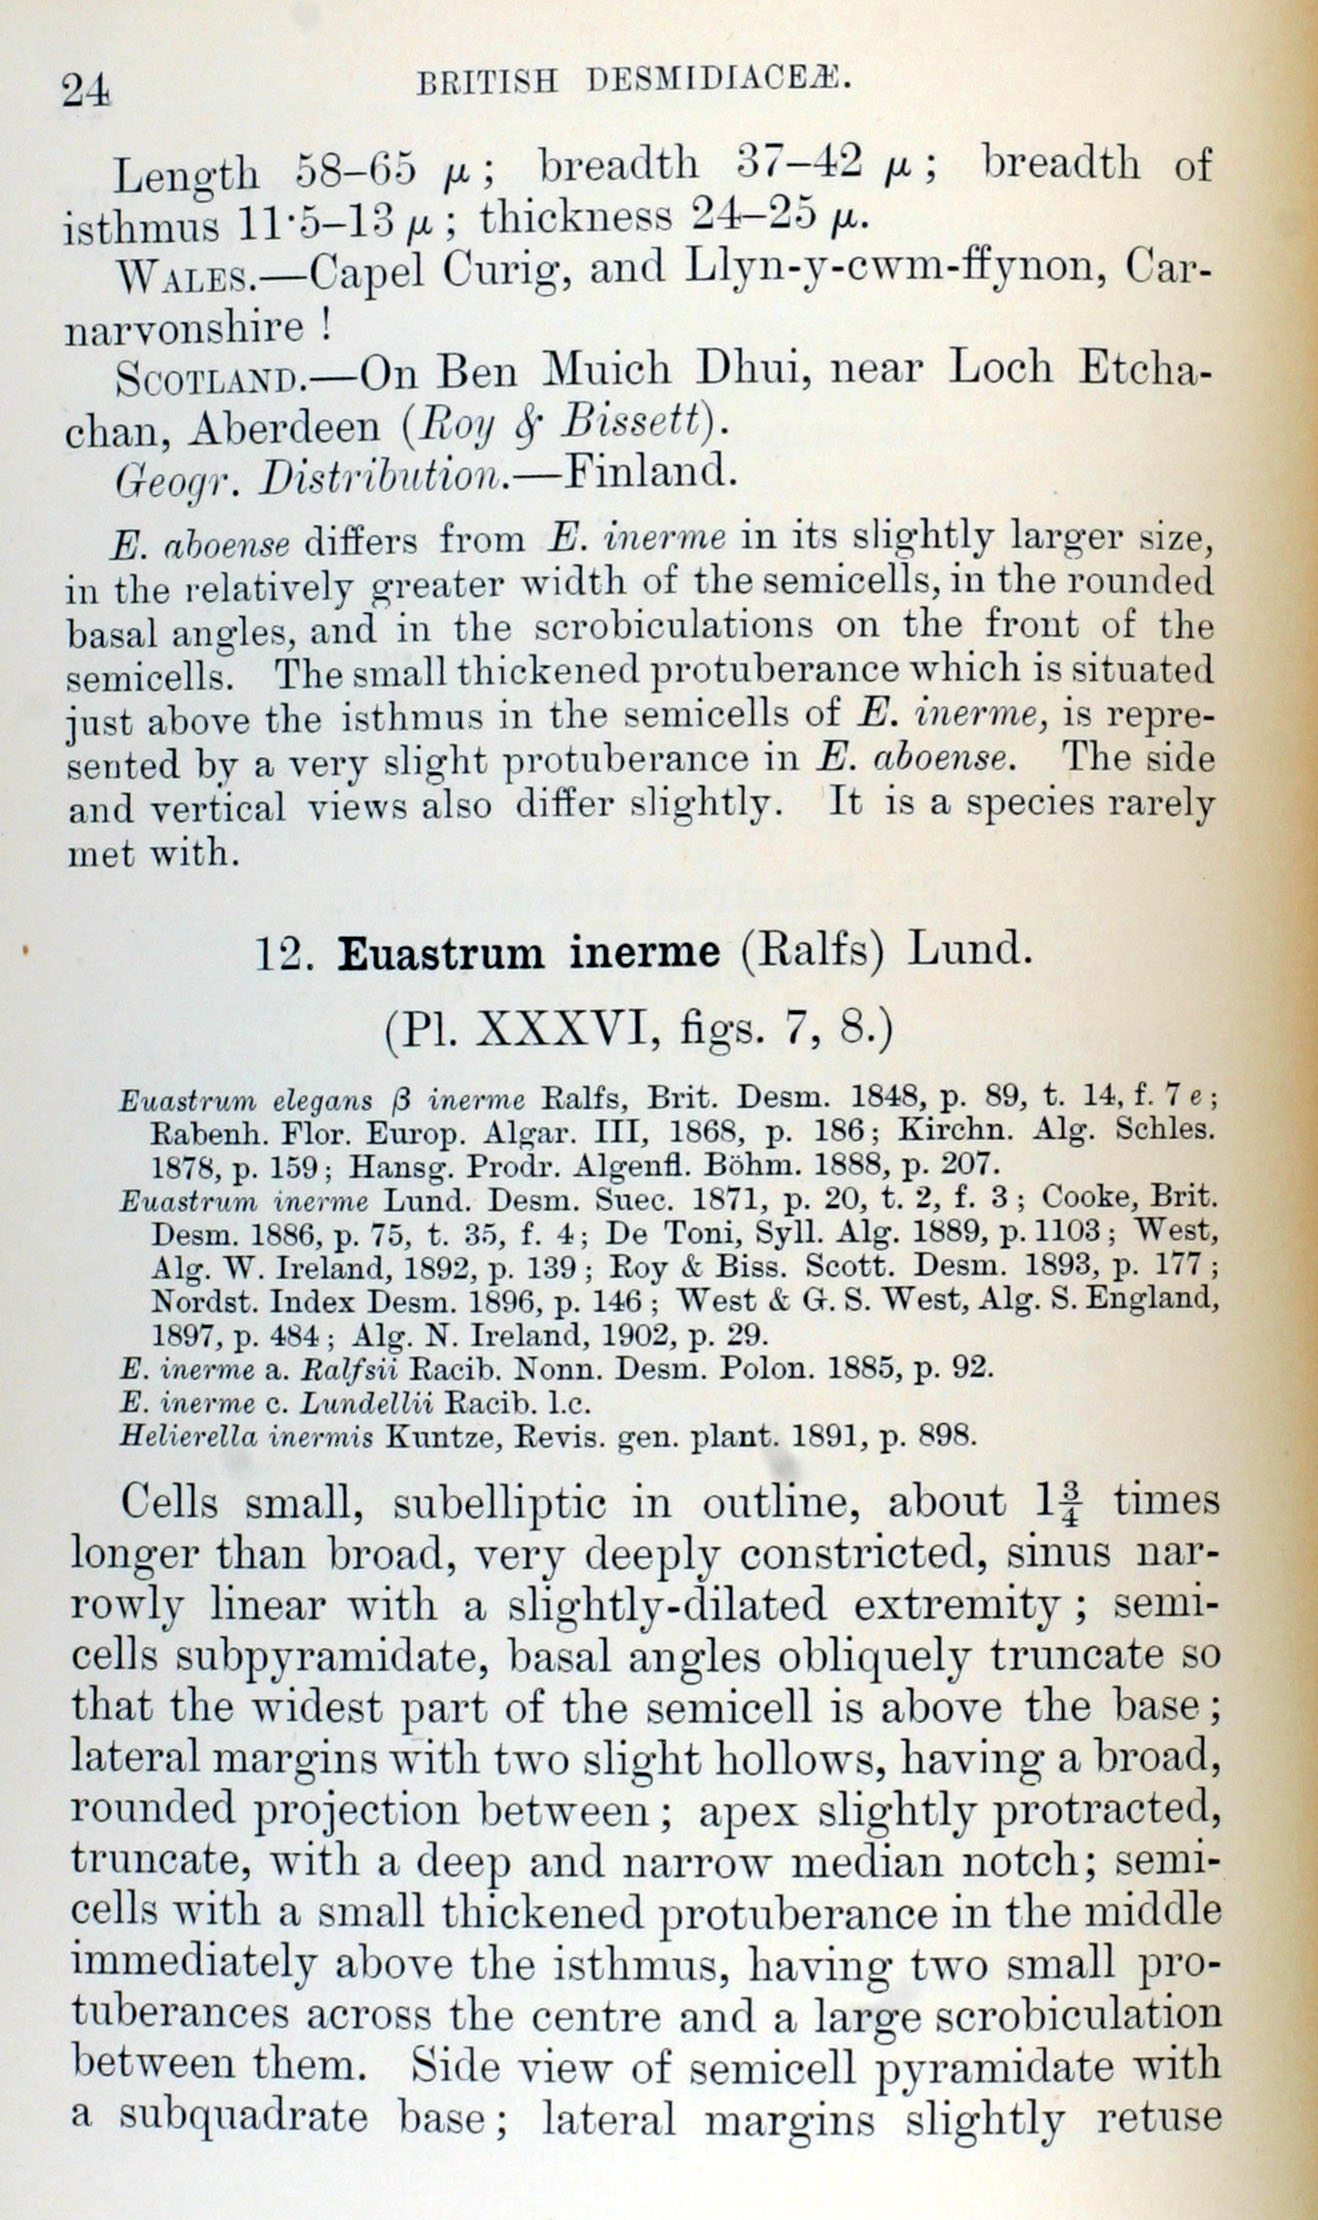 24
BRITISH DESMIDIACEÆ.
Length 58–65 μ; breadth 37–42 μ; breadth of
isthmus 11·5–13 μ; thickness 24–25 μ.
WALES.—Capel Curig, and Llyn-y-cwm-ffynon, Car-
narvonshire !
SCOTLAND.—On Ben Muich Dhui, near Loch Etcha-
chan, Aberdeen (Roy & Bissett).
Geogr. Distribution.—Finland.
E. aboense differs from E. inerme in its slightly larger size,
in the relatively greater width of the semicells, in the rounded
basal angles, and in the scrobiculations on the front of the
semicells. The small thickened protuberance which is situated
just above the isthmus in the semicells of E. inerme, is repre-
sented by a very slight protuberance in E. aboense. The side
and vertical views also differ slightly. It is a species rarely
met with.
12. Euastrum inerme (Ralfs) Lund.
(Pl. XXXVI, figs. 7, 8.)
Euastrum elegans β inerme Ralfs, Brit. Desm. 1848, p. 89, t. 14, f. 7 e;
Rabenh. Flor. Europ. Algar. III, 1868, p. 186; Kirchn. Alg. Schles.
1878, p. 159; Hansg. Prodr. Algenfl. Böhm. 1888, p. 207.
Euastrum inerme Lund. Desm. Suec. 1871, p. 20, t. 2, f. 3; Cooke, Brit.
Desm. 1886, p. 75, t. 35, f. 4; De Toni, Syll. Alg. 1889, p. 1103; West,
Alg. W. Ireland, 1892, p. 139; Roy & Biss. Scott. Desm. 1893, p. 177;
Nordst. Index Desm. 1896, p. 146; West & G. S. West, Alg. S. England,
1897, p. 484; Alg. N. Ireland, 1902, p. 29.
E. inerme a. Ralfsii Racib. Nonn. Desm. Polon. 1885, p. 92.
E. inerme c. Lundellii Racib. l.c.
Helierella inermis Kuntze, Revis. gen. plant. 1891, p. 898.
Cells small, subelliptic in outline, about 1¾ times
longer than broad, very deeply constricted, sinus nar-
rowly linear with a slightly-dilated extremity; semi-
cells subpyramidate, basal angles obliquely truncate so
that the widest part of the semicell is above the base;
lateral margins with two slight hollows, having a broad,
rounded projection between; apex slightly protracted,
truncate, with a deep and narrow median notch; semi-
cells with a small thickened protuberance in the middle
immediately above the isthmus, having two small pro-
tuberances across the centre and a large scrobiculation
between them. Side view of semicell pyramidate with
a subquadrate base; lateral margins slightly retuse